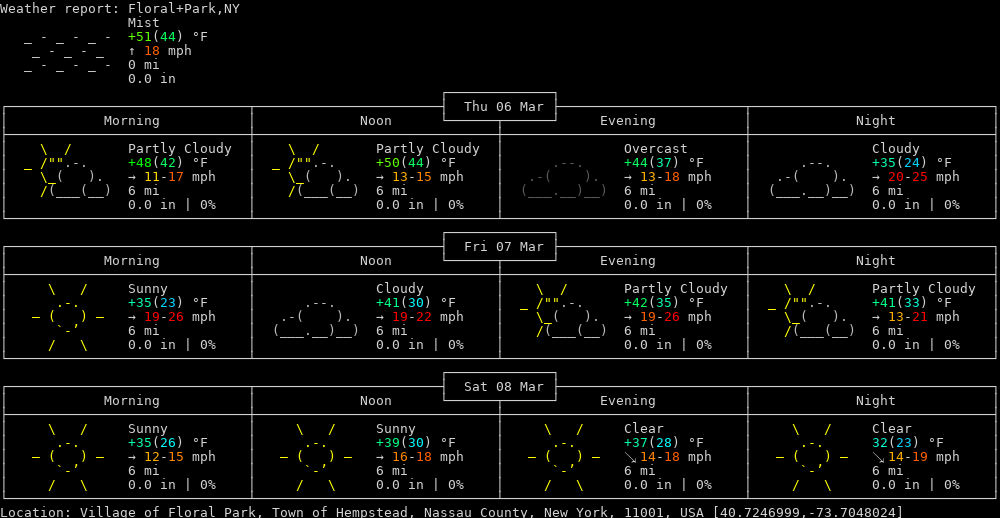 Weather report: Floral+Park,NY
Mist
+51(44) °F
↑ 18 mph
0 mi
0.0 in
Thu 06 Mar
Morning Noon Evening Night
Partly Cloudy Partly Cloudy Overcast Cloudy
+48(42) °F +50(44) °F +44(37) °F +35(24) °F
→ 11-17 mph → 13-15 mph → 13-18 mph → 20-25 mph
6 mi 6 mi 6 mi 6 mi
0.0 in | 0% 0.0 in | 0% 0.0 in | 0% 0.0 in | 0%
Fri 07 Mar
Morning Noon Evening Night
Sunny Cloudy Partly Cloudy Partly Cloudy
+35(23) °F +41(30) °F +42(35) °F +41(33) °F
→ 19-26 mph → 19-22 mph → 19-26 mph → 13-21 mph
6 mi 6 mi 6 mi 6 mi
0.0 in | 0% 0.0 in | 0% 0.0 in | 0% 0.0 in | 0%
Sat 08 Mar
Morning Noon Evening Night
Sunny Sunny Clear Clear
+35(26) °F +39(30) °F +37(28) °F 32(23) °F
→ 12-15 mph → 16-18 mph ↘ 14-18 mph ↘ 14-19 mph
6 mi 6 mi 6 mi 6 mi
0.0 in | 0% 0.0 in | 0% 0.0 in | 0% 0.0 in | 0%
Location: Village of Floral Park, Town of Hempstead, Nassau County, New York, 11001, USA [40.7246999,-73.7048024]